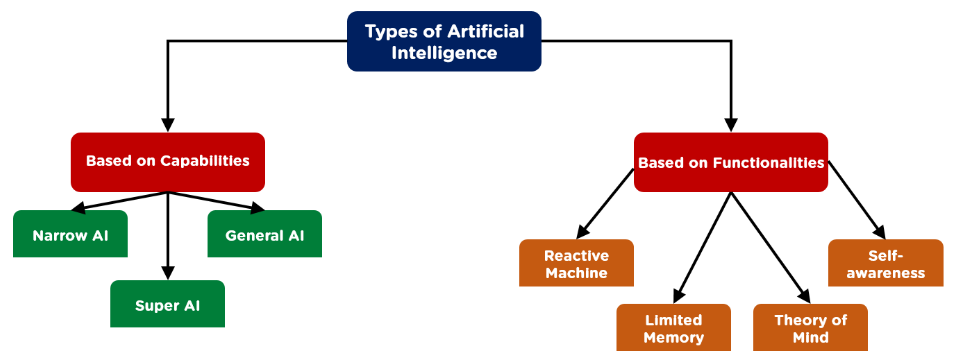 Types of Artificial
Intelligence
Based on Capabilities
Based on Functionalities
Narrow AI
General AI
Super AI
Reactive
Machine
Self-
awareness
Limited
Memory
Theory of
Mind